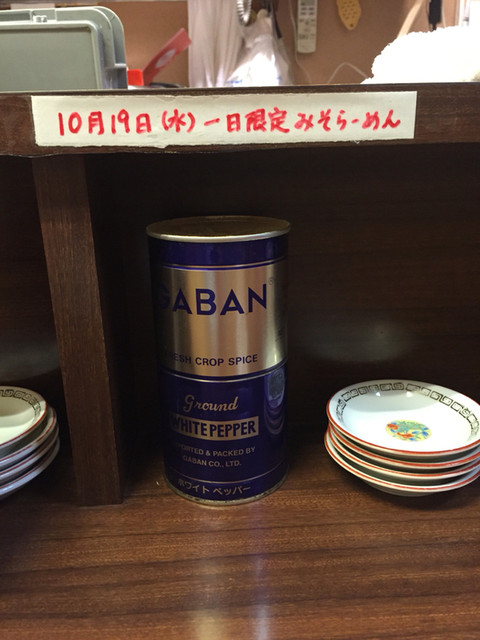 10月19日(水)一日限定みそらーめん
GABAN
FRESH CROP SPICE
Ground
WHITE PEPPER
IMPORTED & PACKED BY
GABAN CO., LTD.
ホワイト ペッパー